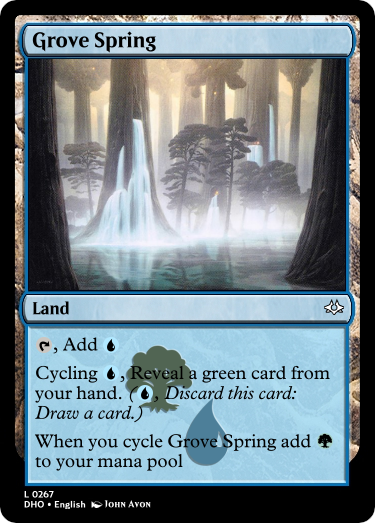 Grove Spring
Land
, Add
Cycling , Reveal a green card from
your hand. ( , Discard this card:
Draw a card.)
When you cycle Grove Spring add
to your mana pool
L 0267
DHO • English John Avon